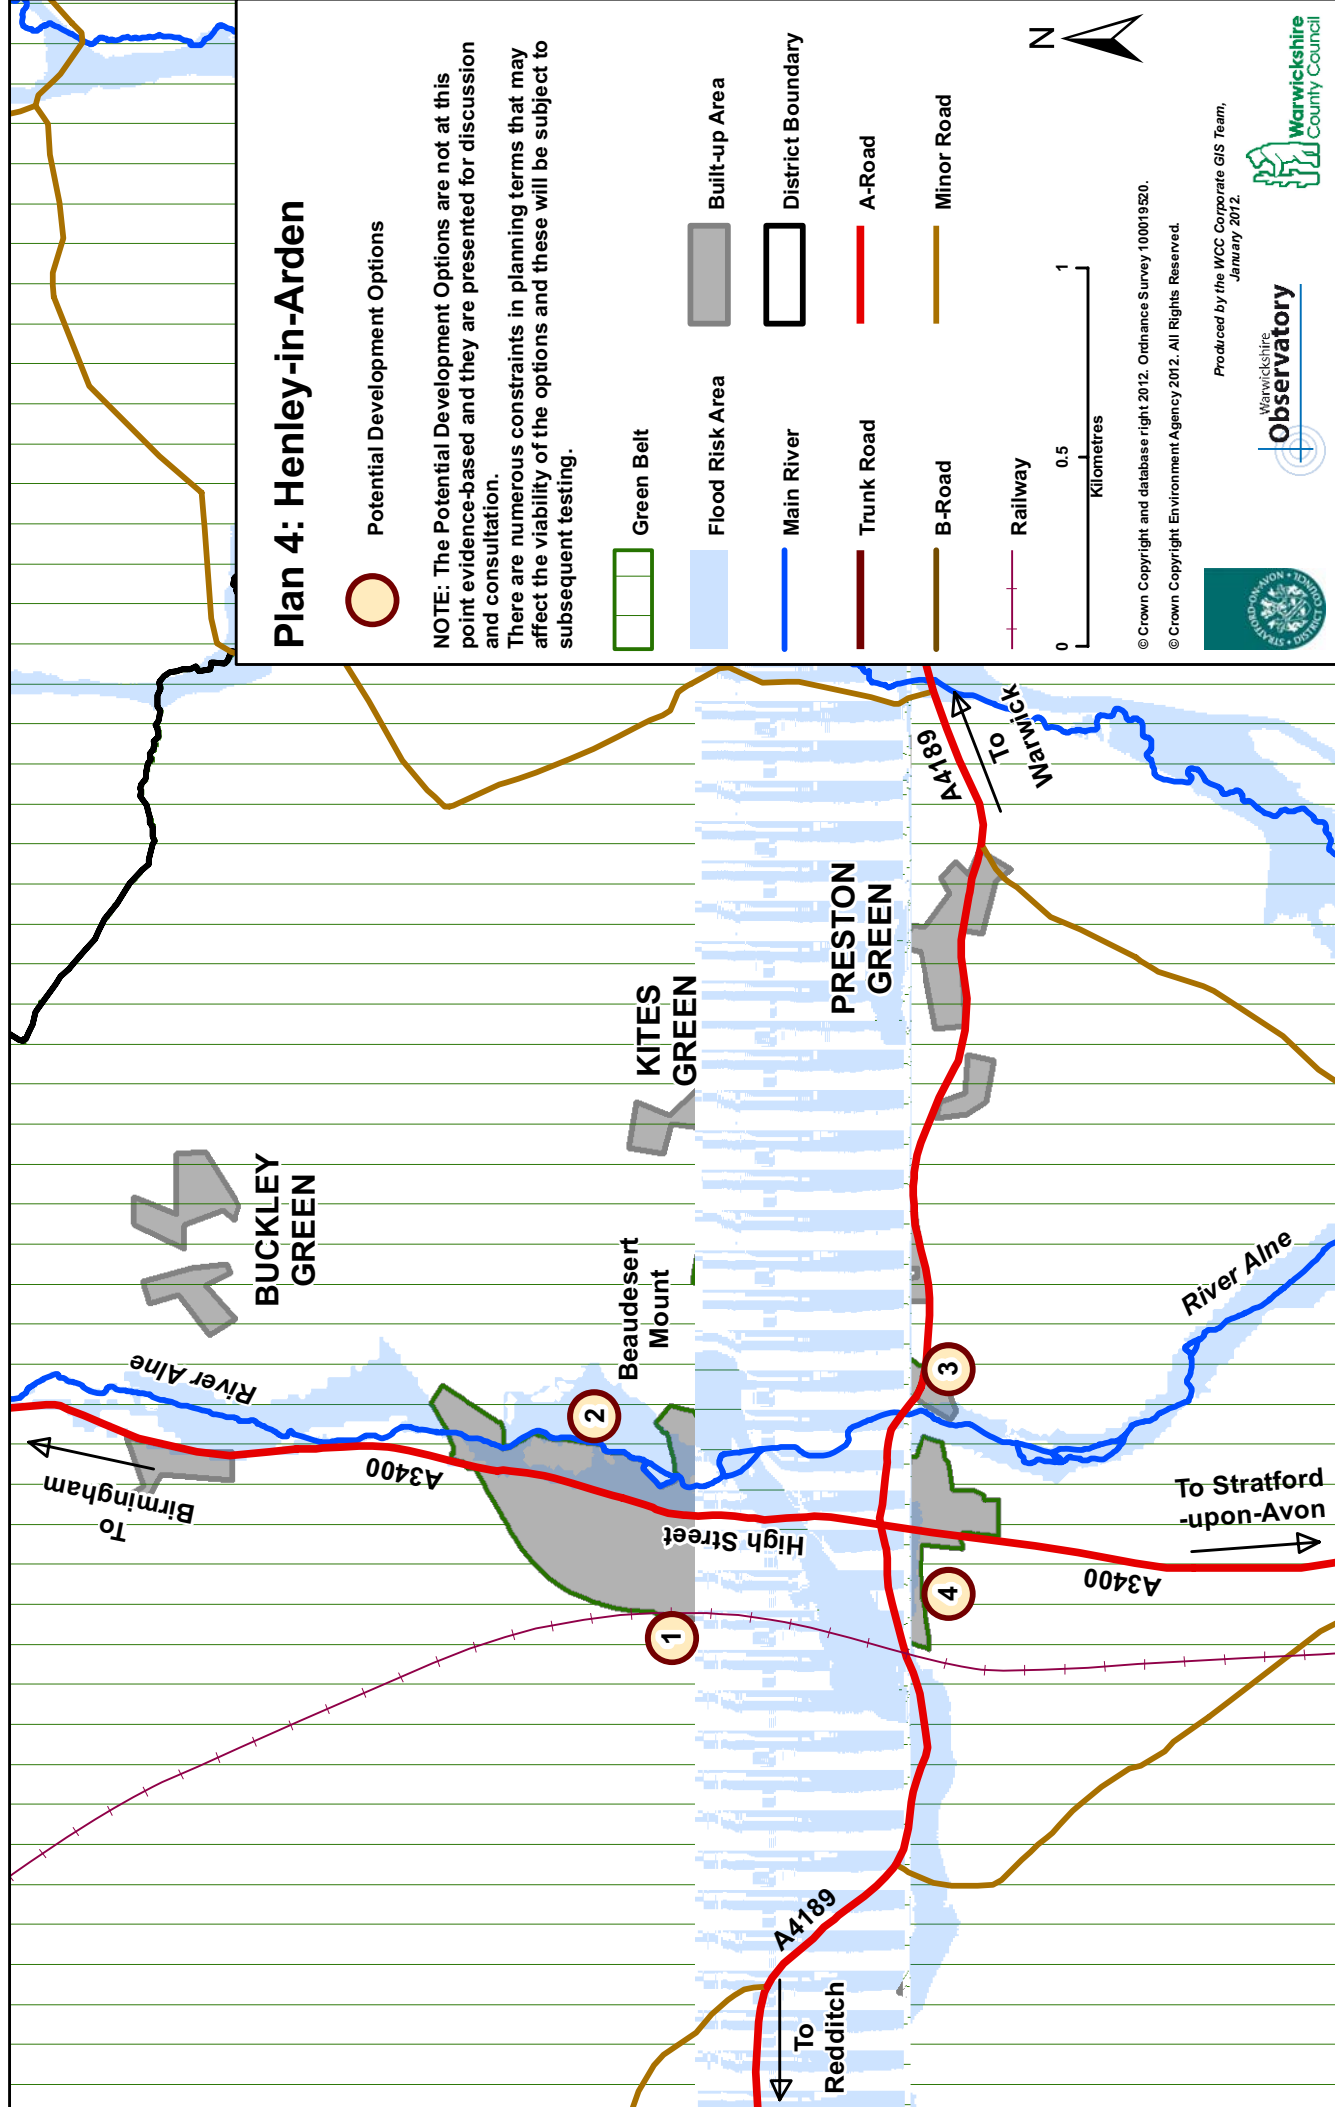 Plan 4: Henley-in-Arden
Potential Development Options
NOTE: The Potential Development Options are not at this
point evidence-based and they are presented for discussion
and consultation.
There are numerous constraints in planning terms that may
affect the viability of the options and these will be subject to
subsequent testing.
Green Belt
Flood Risk Area
Built-up Area
Main River
District Boundary
Trunk Road
A-Road
B-Road
Minor Road
Railway
N
0
0.5
1
Kilometres
© Crown Copyright and database right 2012. Ordnance Survey 100019520.
© Crown Copyright Environment Agency 2012. All Rights Reserved.
Produced by the WCC Corporate GIS Team,
January 2012.
STRATFORD-ON-AVON • DISTRICT COUNCIL •
Warwickshire
Observatory
Warwickshire
County Council
To
Birmingham
River Alne
A3400
BUCKLEY
GREEN
Beaudesert
Mount
KITES
GREEN
1
2
High Street
PRESTON
GREEN
A4189
To
Warwick
3
4
A4189
To
Redditch
A3400
To Stratford
-upon-Avon
River Alne